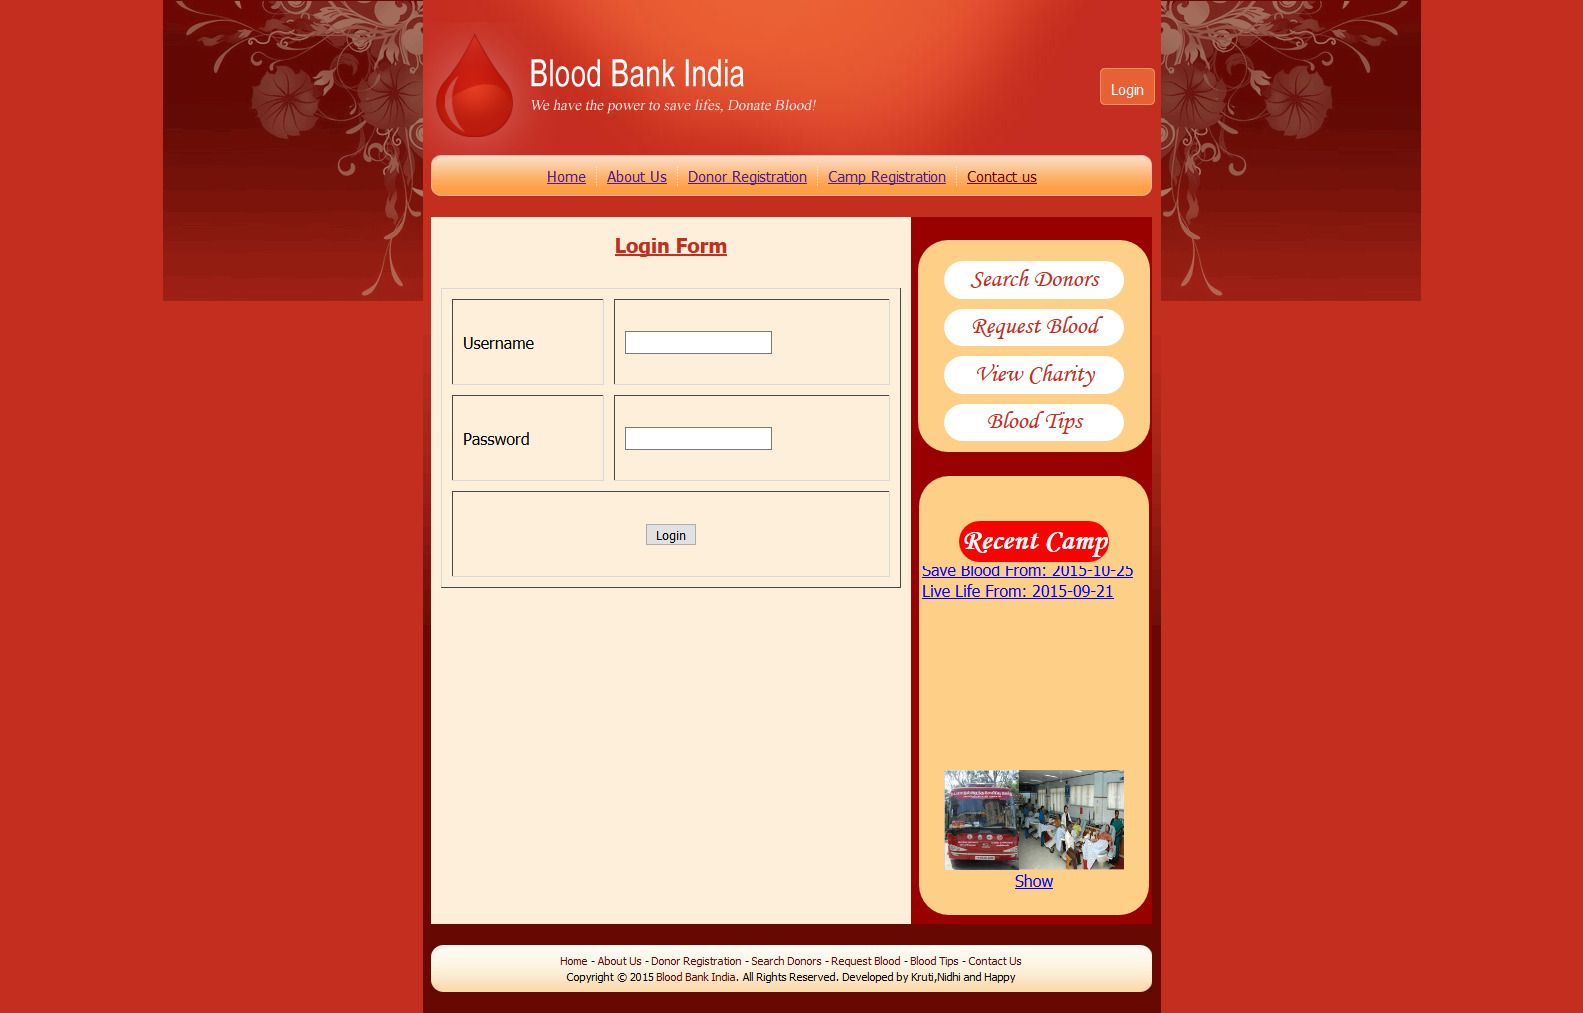 Blood Bank India
We have the power to save lifes, Donate Blood!
Login
Home About Us Donor Registration Camp Registration Contact us
Login Form
Username
Password
Login
Search Donors
Request Blood
View Charity
Blood Tips
Recent Camp
Save Blood From: 2015-10-25
Live Life From: 2015-09-21
Show
Home - About Us - Donor Registration - Search Donors - Request Blood - Blood Tips - Contact Us
Copyright © 2015 Blood Bank India. All Rights Reserved. Developed by Kruti,Nidhi and Happy